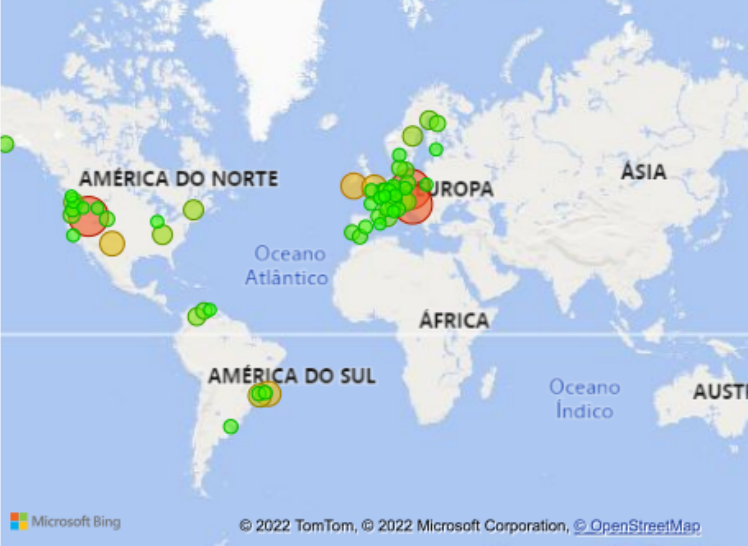 AMÉRICA DO NORTE
ÁSIA
UROPA
Oceano
Atlântico
ÁFRICA
AMÉRICA DO SUL
Oceano
Índico
AUSTI
Microsoft Bing
© 2022 TomTom, © 2022 Microsoft Corporation, © OpenStreetMap